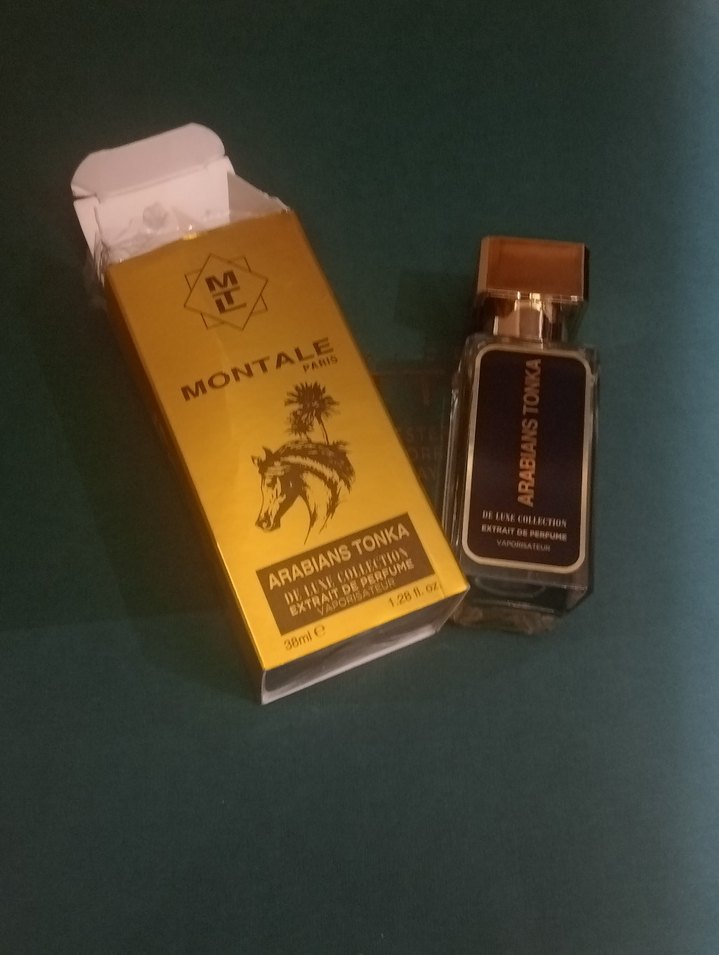 MTL
MONTALE
PARIS
ARABIANS TONKA
DE LUXE COLLECTION
EXTRAIT DE PERFUME
VAPORISATEUR
38ml e 1.28 fl. oz.
ARABIANS TONKA
DE LUXE COLLECTION
EXTRAIT DE PERFUME
VAPORISATEUR